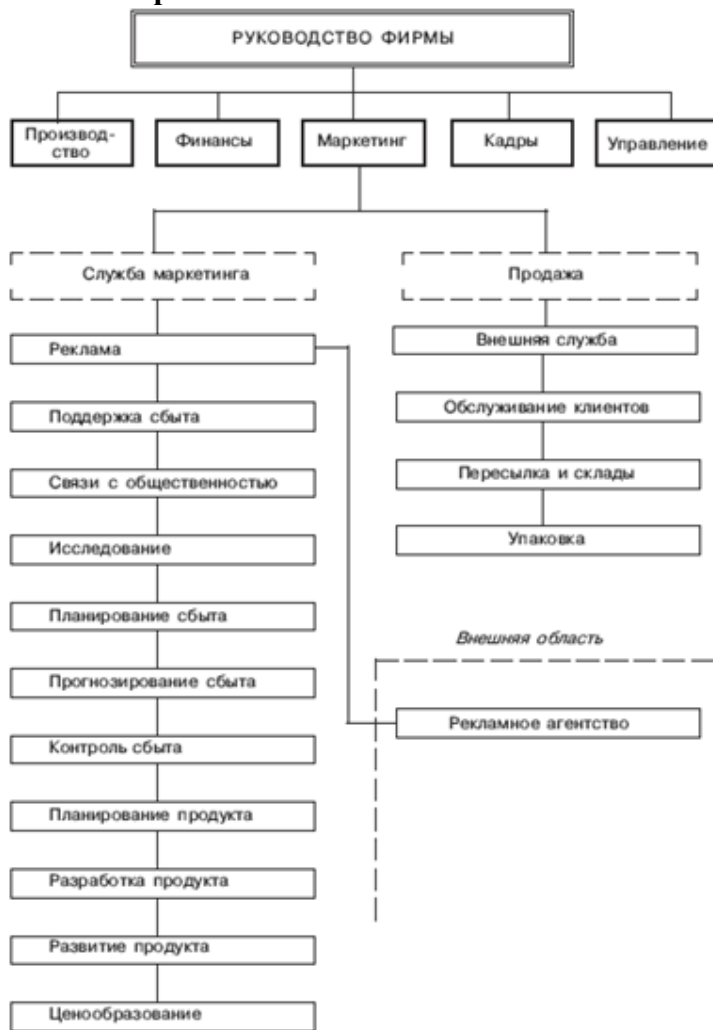 РУКОВОДСТВО ФИРМЫ
Производ-
ство
Финансы
Маркетинг
Кадры
Управление
Служба маркетинга
Продажа
Реклама
Внешняя служба
Поддержка сбыта
Обслуживание клиентов
Связи с общественностью
Пересылка и склады
Исследование
Упаковка
Планирование сбыта
Внешняя область
Прогнозирование сбыта
Рекламное агентство
Контроль сбыта
Планирование продукта
Разработка продукта
Развитие продукта
Ценообразование